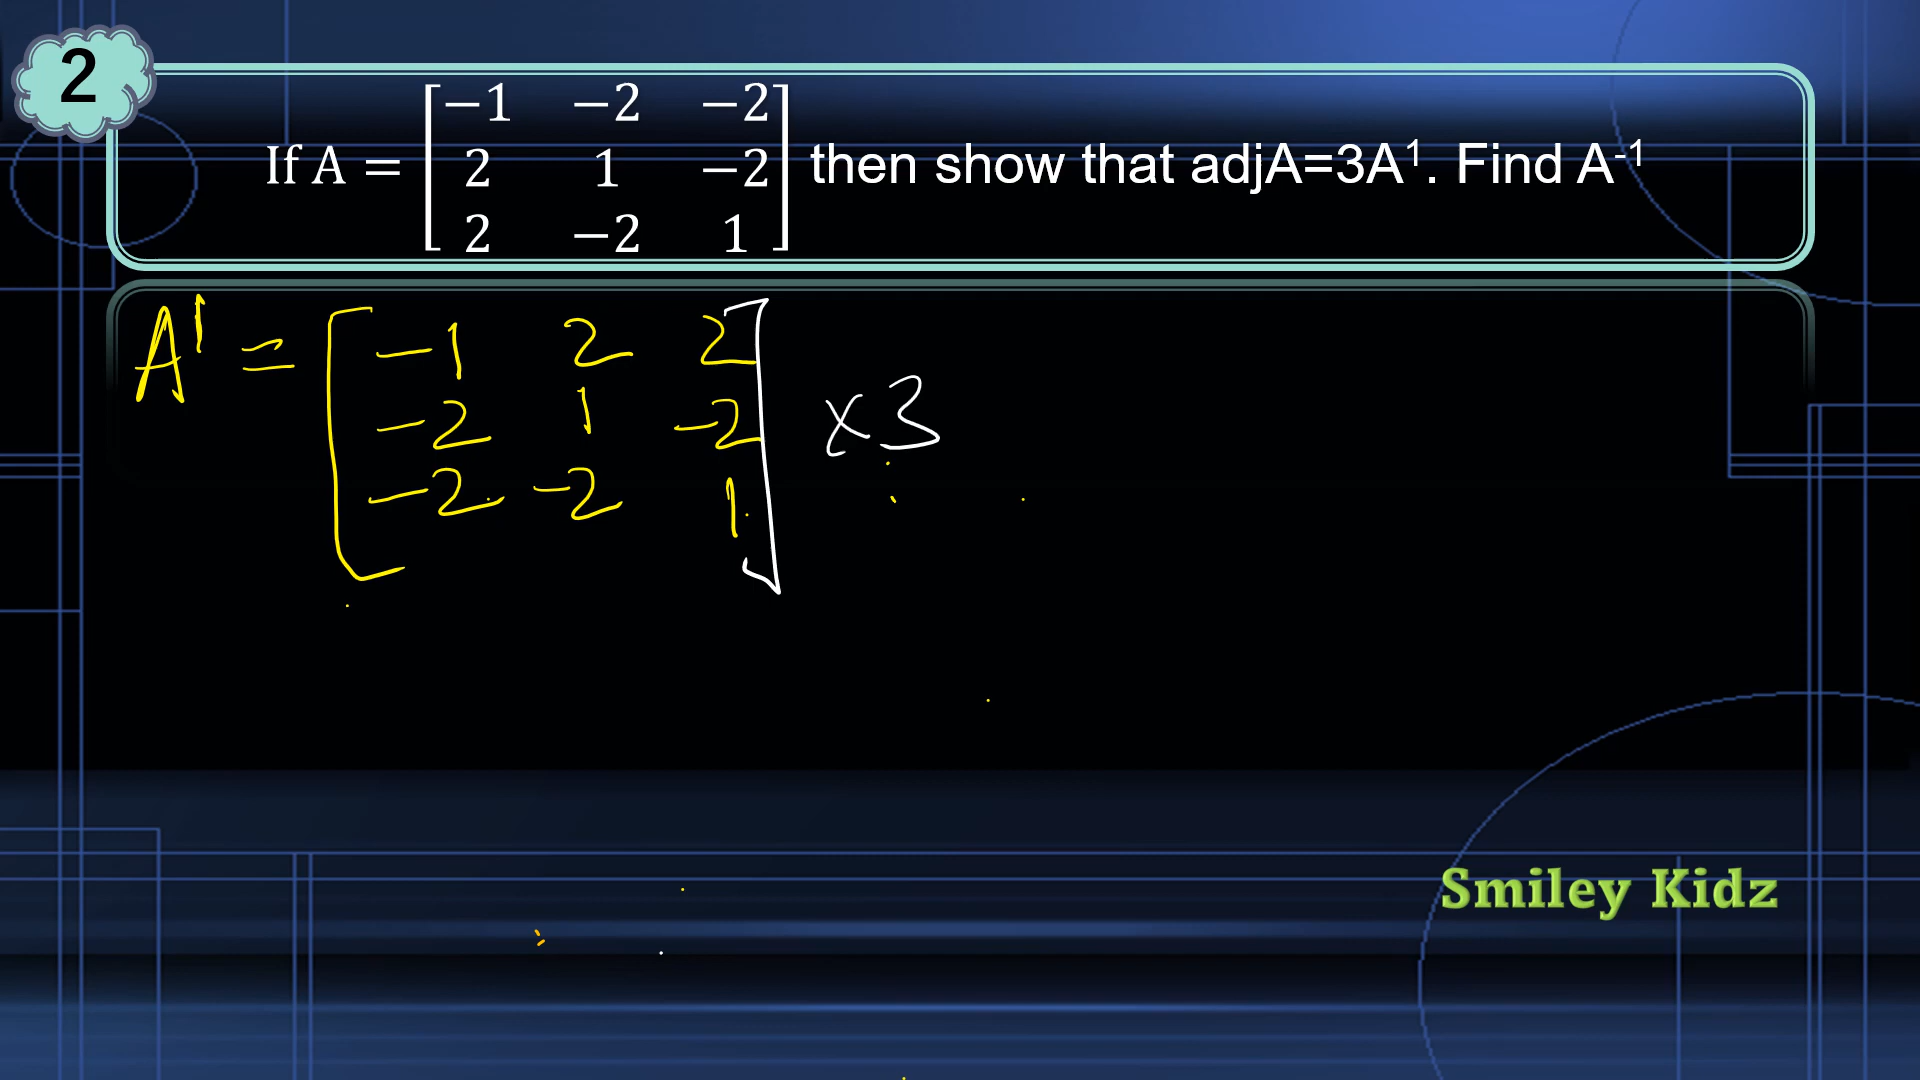 2
If A = [−1 −2 −2
2 1 −2
2 −2 1] then show that adjA=3A¹. Find A⁻¹
A¹ = [−1 2 2
−2 1 −2
−2 −2 1] ×3
Smiley Kidz